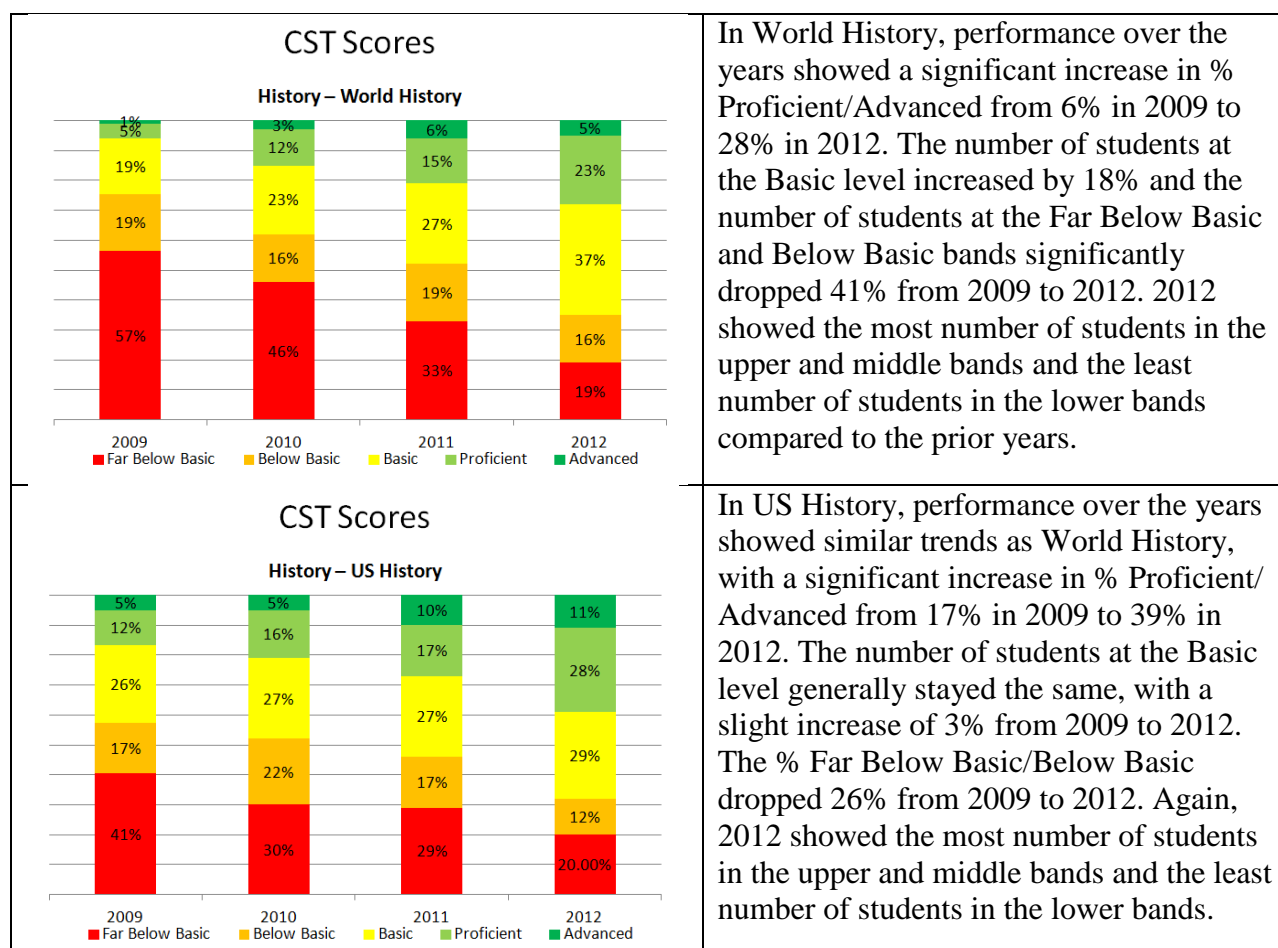 CST Scores
History – World History
1% 3% 6% 5%
5% 12% 15% 23%
19% 23% 27% 37%
19% 16% 19% 16%
57% 46% 33% 19%
2009 2010 2011 2012
Far Below Basic Below Basic Basic Proficient Advanced
In World History, performance over the
years showed a significant increase in %
Proficient/Advanced from 6% in 2009 to
28% in 2012. The number of students at
the Basic level increased by 18% and the
number of students at the Far Below Basic
and Below Basic bands significantly
dropped 41% from 2009 to 2012. 2012
showed the most number of students in the
upper and middle bands and the least
number of students in the lower bands
compared to the prior years.
CST Scores
History – US History
5% 5% 10% 11%
12% 16% 17% 28%
26% 27% 27% 29%
17% 22% 17% 12%
41% 30% 29% 20.00%
2009 2010 2011 2012
Far Below Basic Below Basic Basic Proficient Advanced
In US History, performance over the years
showed similar trends as World History,
with a significant increase in % Proficient/
Advanced from 17% in 2009 to 39% in
2012. The number of students at the Basic
level generally stayed the same, with a
slight increase of 3% from 2009 to 2012.
The % Far Below Basic/Below Basic
dropped 26% from 2009 to 2012. Again,
2012 showed the most number of students
in the upper and middle bands and the least
number of students in the lower bands.